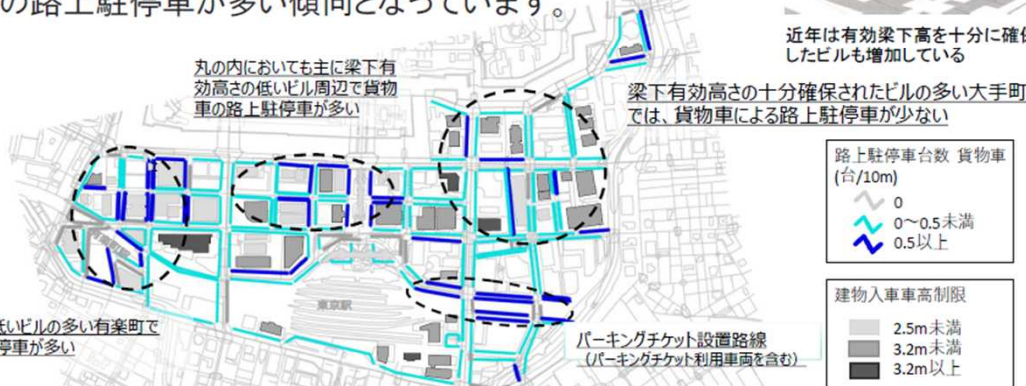 の路上駐停車が多い傾向となっています。
近年は有効梁下高を十分に確保
したビルも増加している
丸の内においても主に梁下有
効高さの低いビル周辺で貨物
車の路上駐停車が多い
梁下有効高さの十分確保されたビルの多い大手町
では、貨物車による路上駐停車が少ない
路上駐停車台数 貨物車
(台/10m)
0
0～0.5未満
0.5以上
建物入車車高制限
2.5m未満
3.2m未満
3.2m以上
東京駅
低いビルの多い有楽町で
停車が多い
パーキングチケット設置路線
（パーキングチケット利用車両を含む）